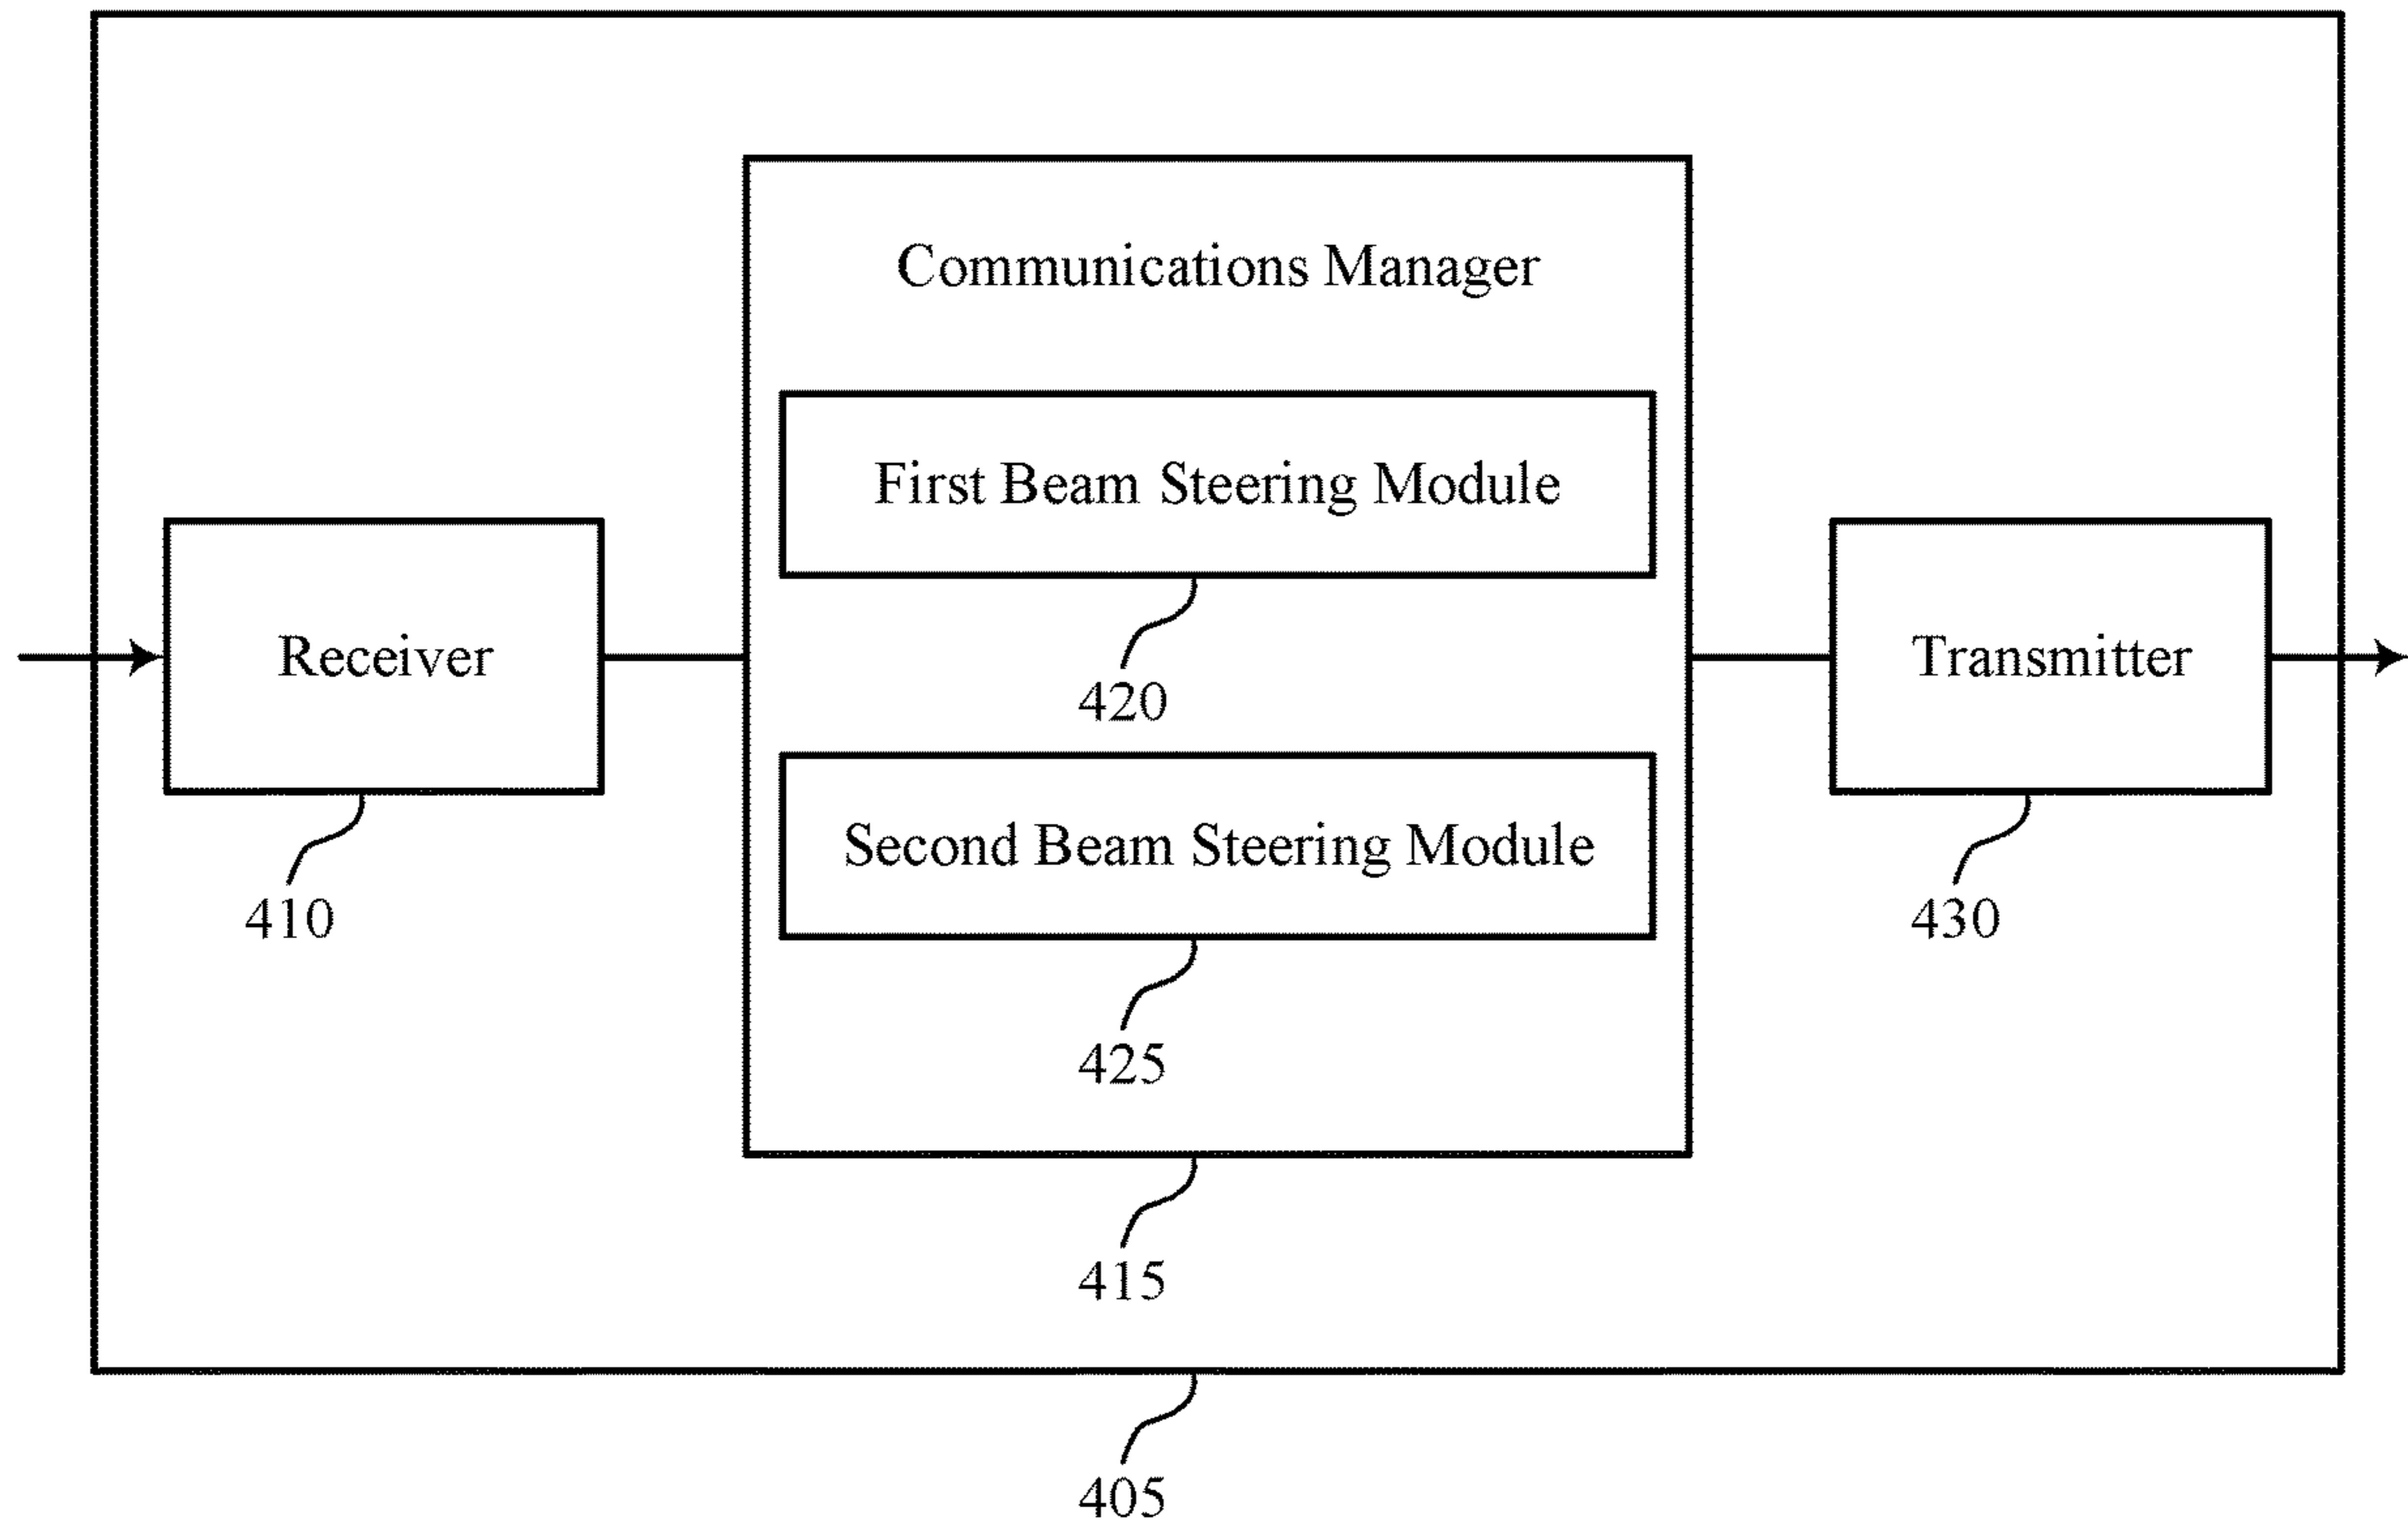 Communications Manager
First Beam Steering Module
Receiver
Transmitter
420
Second Beam Steering Module
410
430
425
415
405